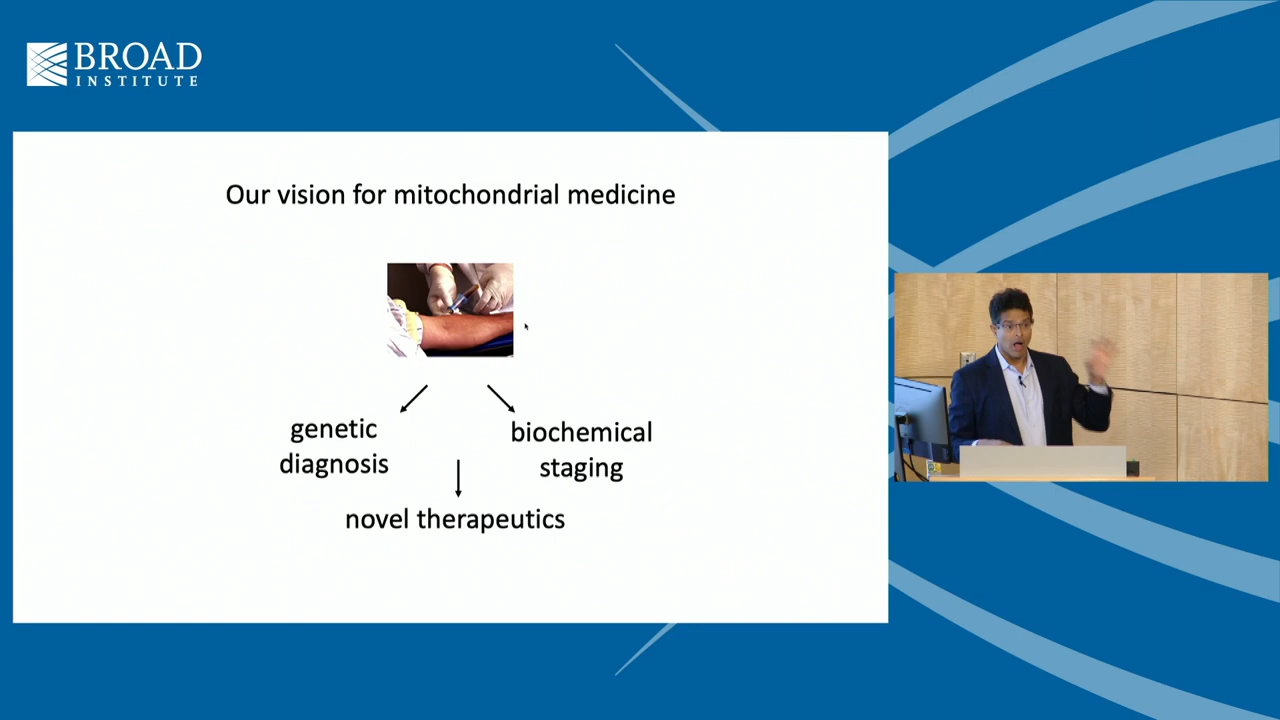 BROAD
INSTITUTE
Our vision for mitochondrial medicine
genetic
diagnosis
biochemical
staging
novel therapeutics